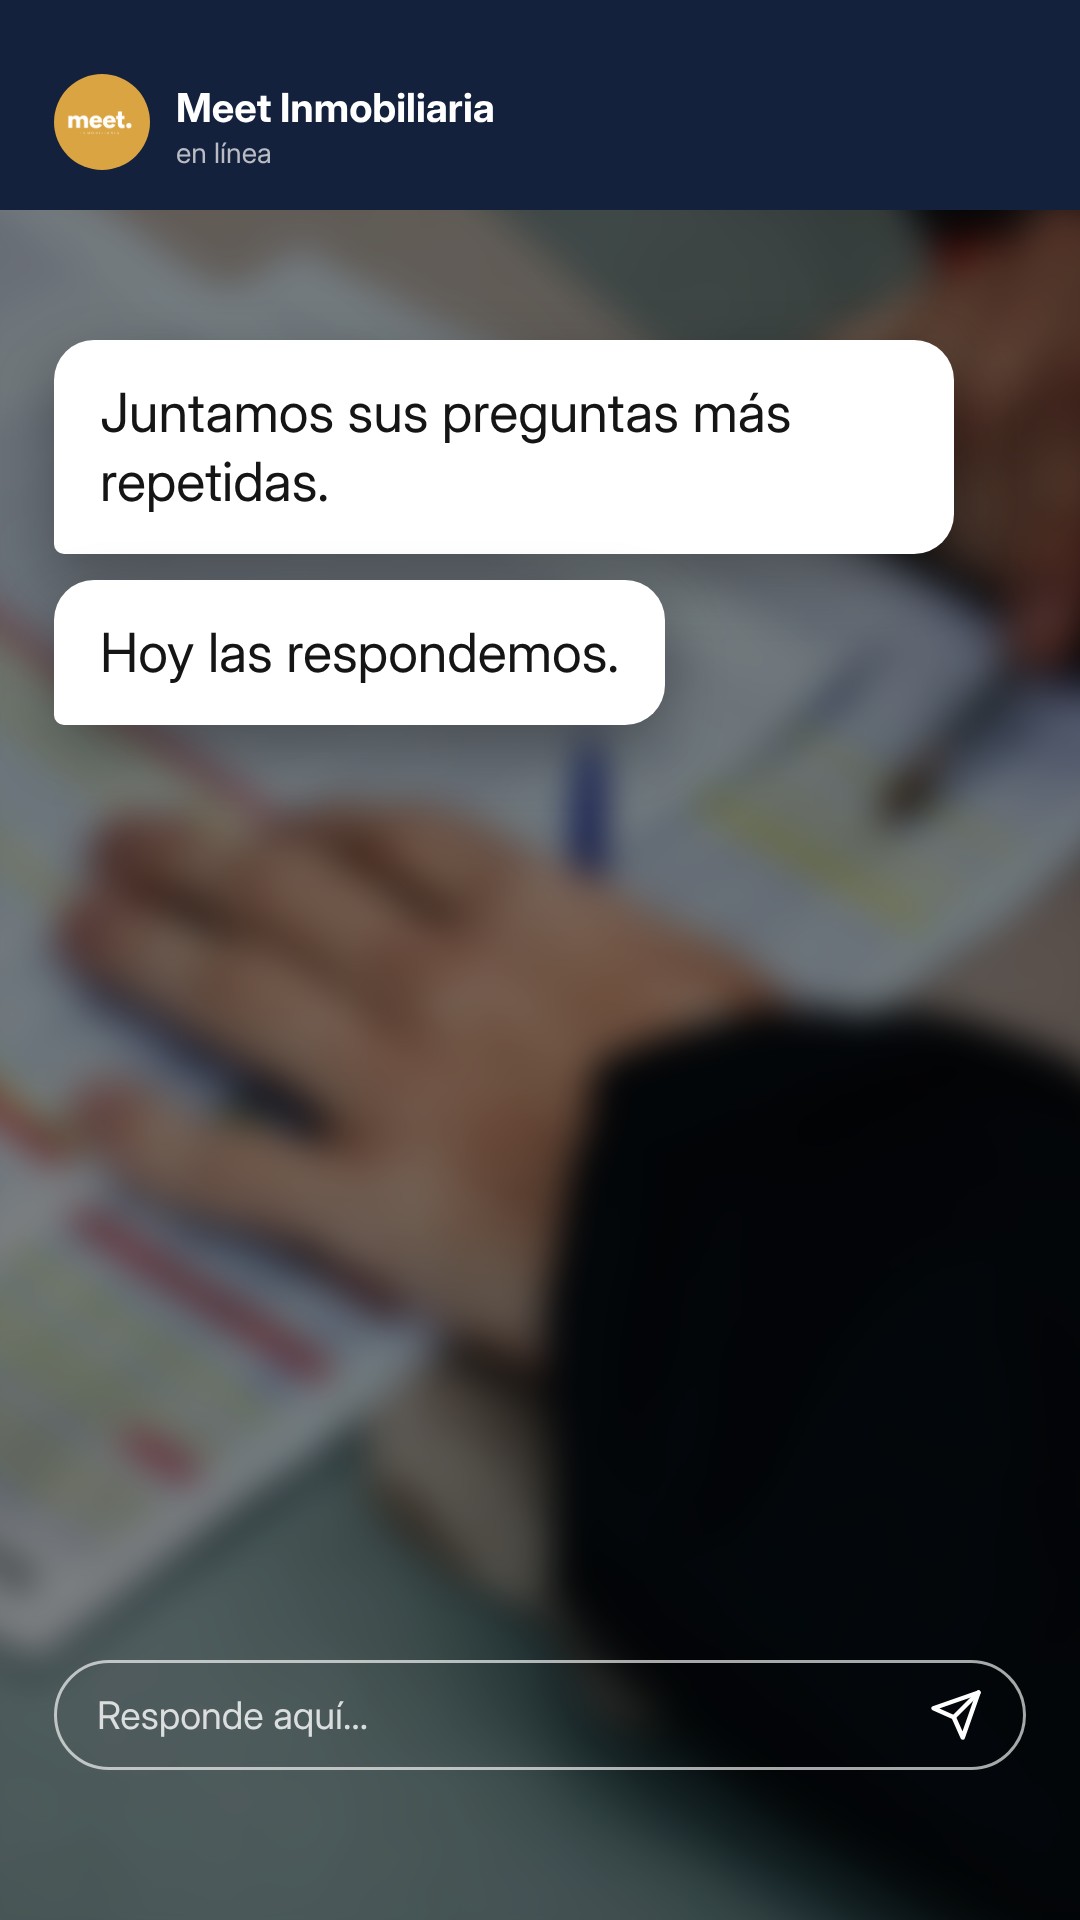 meet.
Meet Inmobiliaria
en línea
Juntamos sus preguntas más
repetidas.
Hoy las respondemos.
Responde aquí...